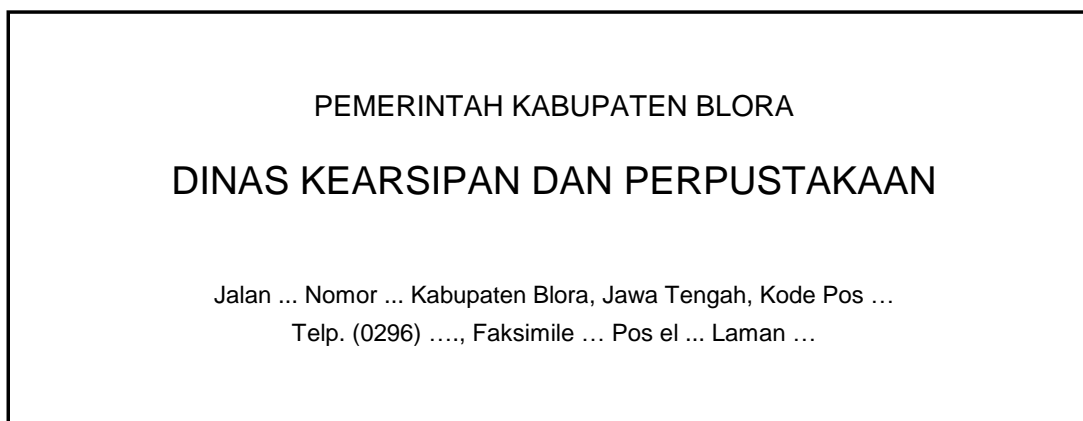 PEMERINTAH KABUPATEN BLORA
DINAS KEARSIPAN DAN PERPUSTAKAAN
Jalan ... Nomor ... Kabupaten Blora, Jawa Tengah, Kode Pos …
Telp. (0296) …., Faksimile … Pos el ... Laman …